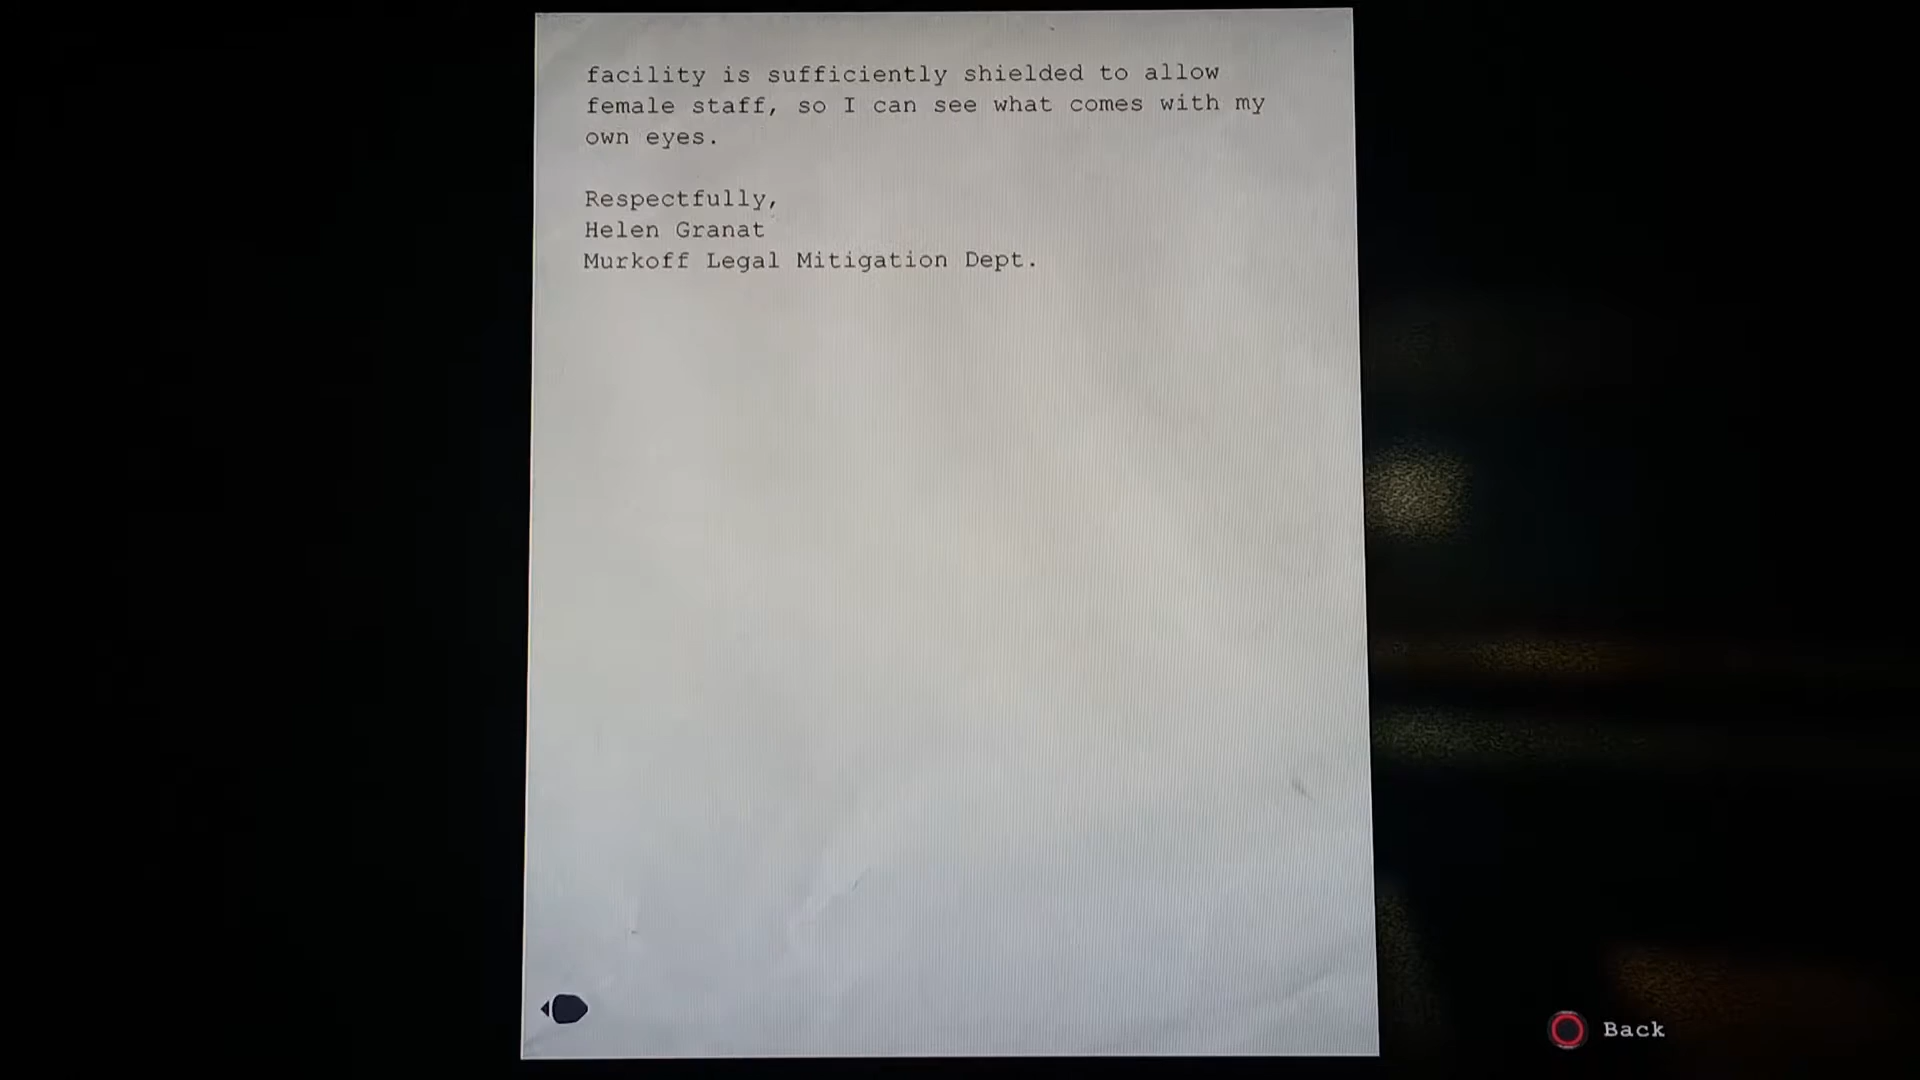 facility is sufficiently shielded to allow
female staff, so I can see what comes with my
own eyes.
Respectfully,
Helen Granat
Murkoff Legal Mitigation Dept.
Back